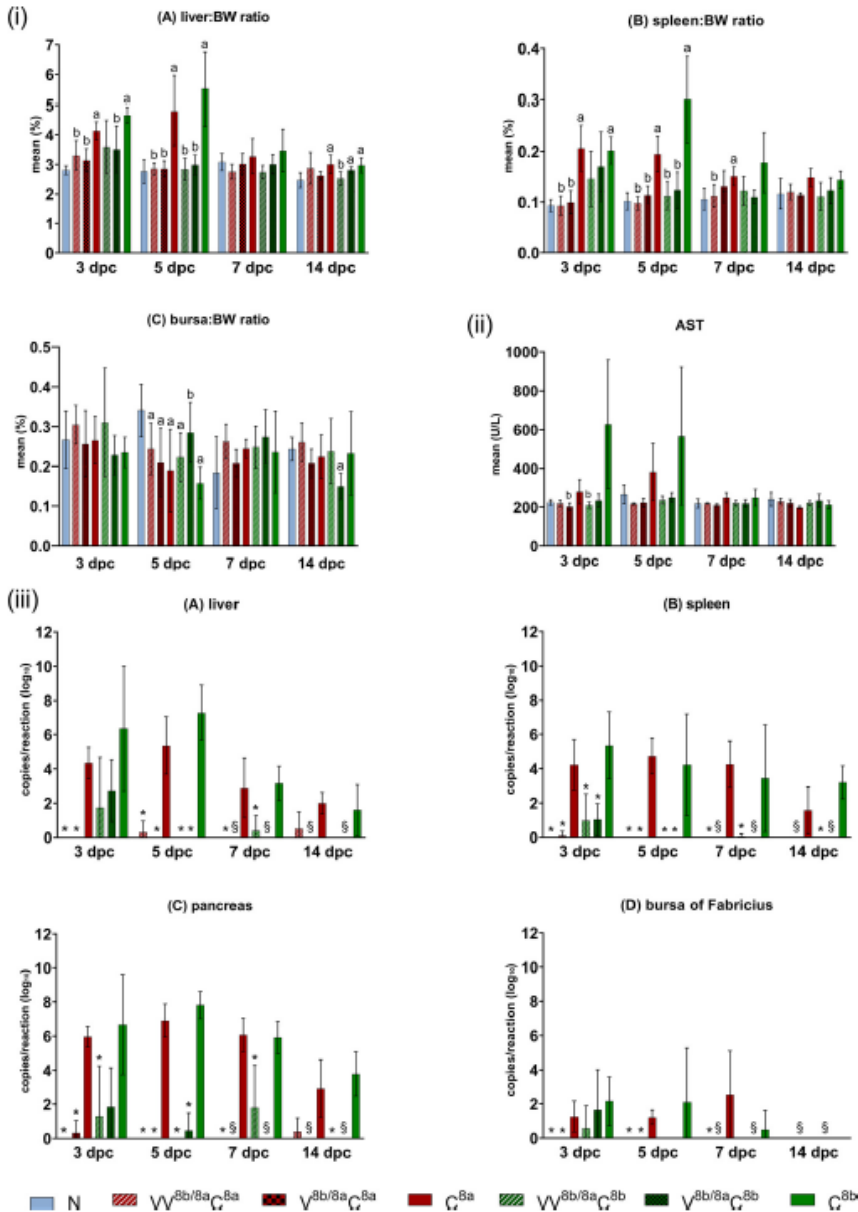 (i)
(A) liver:BW ratio
mean (%)
7
6
5
4
3
2
1
0
b b a b a
a b b a
a b a a
3 dpc 5 dpc 7 dpc 14 dpc
(B) spleen:BW ratio
mean (%)
0.4
0.3
0.2
0.1
0.0
b b a a
b b a b b a
b a
3 dpc 5 dpc 7 dpc 14 dpc
(C) bursa:BW ratio
mean (%)
0.5
0.4
0.3
0.2
0.1
0.0
a a a a b a
a
3 dpc 5 dpc 7 dpc 14 dpc
(ii)
AST
mean (U/L)
1000
800
600
400
200
0
b b
3 dpc 5 dpc 7 dpc 14 dpc
(iii)
(A) liver
copies/reaction (log₁₀)
12
10
8
6
4
2
0
* * * * * * * § * § § §
3 dpc 5 dpc 7 dpc 14 dpc
(B) spleen
copies/reaction (log₁₀)
12
10
8
6
4
2
0
* * * * * * * * * § * § § * §
3 dpc 5 dpc 7 dpc 14 dpc
(C) pancreas
copies/reaction (log₁₀)
12
10
8
6
4
2
0
* * * * * * * * § * § § * §
3 dpc 5 dpc 7 dpc 14 dpc
(D) bursa of Fabricius
copies/reaction (log₁₀)
12
10
8
6
4
2
0
* * * * * § § § §
3 dpc 5 dpc 7 dpc 14 dpc
N VV8b/8aC8a V8b/8aC8a C8a VV8b/8aC8b V8b/8aC8b C8b